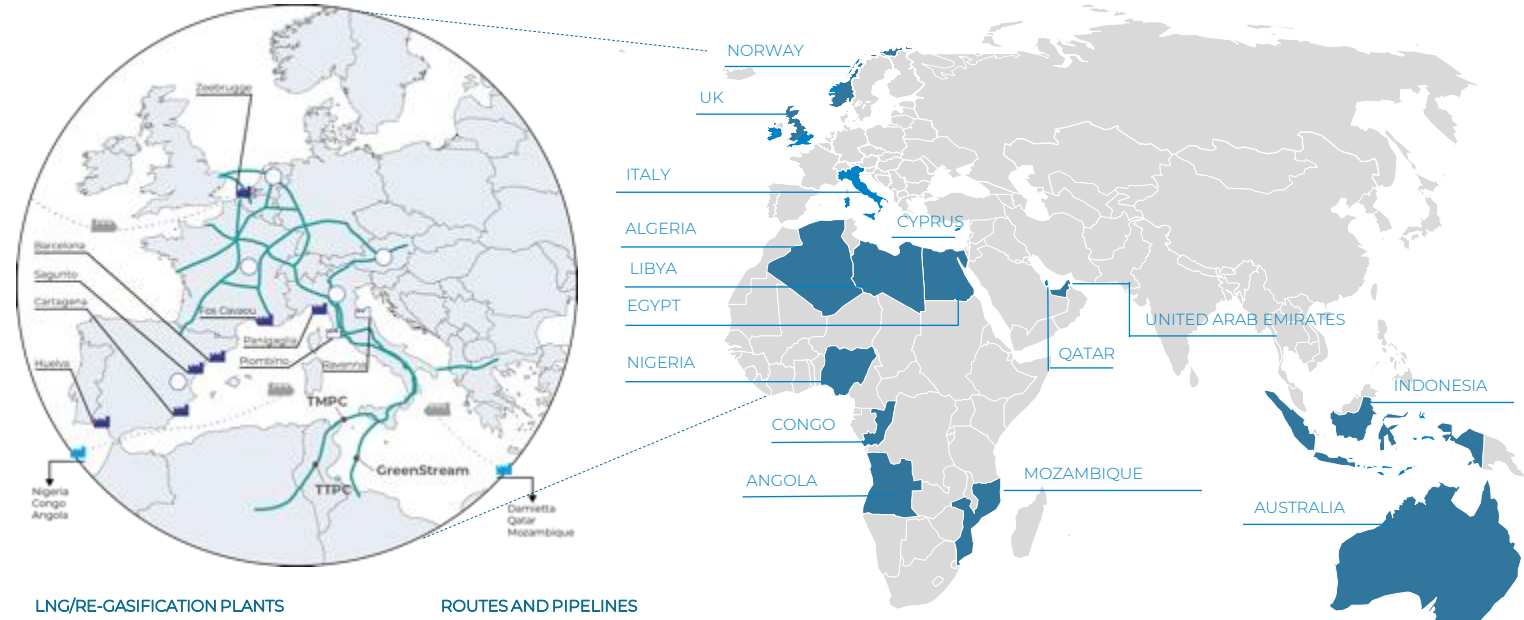 Zeebrugge
Barcelona
Sagunto
Cartagena
Fos Cavaou
Panigaglia
Piombino
Ravenna
Huelva
TMPC
GreenStream
TTPC
Nigeria
Congo
Angola
Damietta
Qatar
Mozambique
NORWAY
UK
ITALY
CYPRUS
ALGERIA
LIBYA
EGYPT
UNITED ARAB EMIRATES
QATAR
NIGERIA
INDONESIA
CONGO
ANGOLA
MOZAMBIQUE
AUSTRALIA
LNG/RE-GASIFICATION PLANTS
ROUTES AND PIPELINES